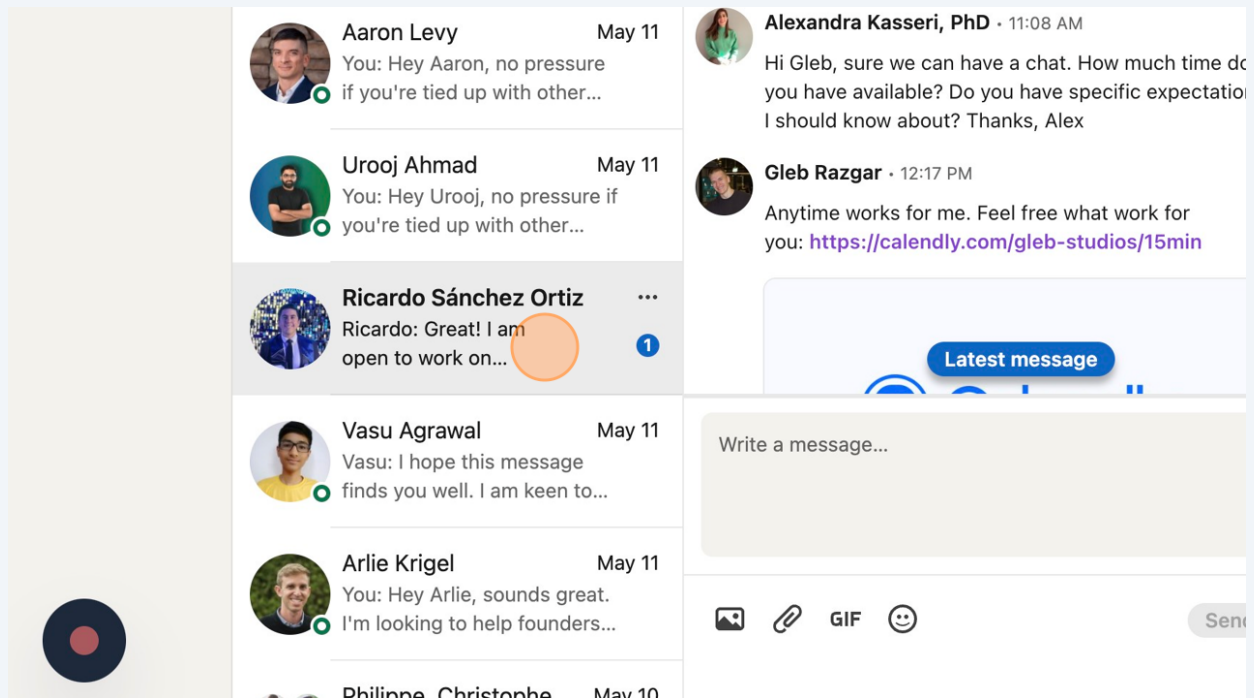 Aaron Levy
May 11
You: Hey Aaron, no pressure
if you're tied up with other...
Urooj Ahmad
May 11
You: Hey Urooj, no pressure if
you're tied up with other...
Ricardo Sánchez Ortiz
Ricardo: Great! I am
open to work on...
1
Vasu Agrawal
May 11
Vasu: I hope this message
finds you well. I am keen to...
Arlie Krigel
May 11
You: Hey Arlie, sounds great.
I'm looking to help founders...
Philippe, Christophe
May 10
Alexandra Kasseri, PhD • 11:08 AM
Hi Gleb, sure we can have a chat. How much time do
you have available? Do you have specific expectatio
I should know about? Thanks, Alex
Gleb Razgar • 12:17 PM
Anytime works for me. Feel free what work for
you: https://calendly.com/gleb-studios/15min
Latest message
Write a message...
GIF
Send